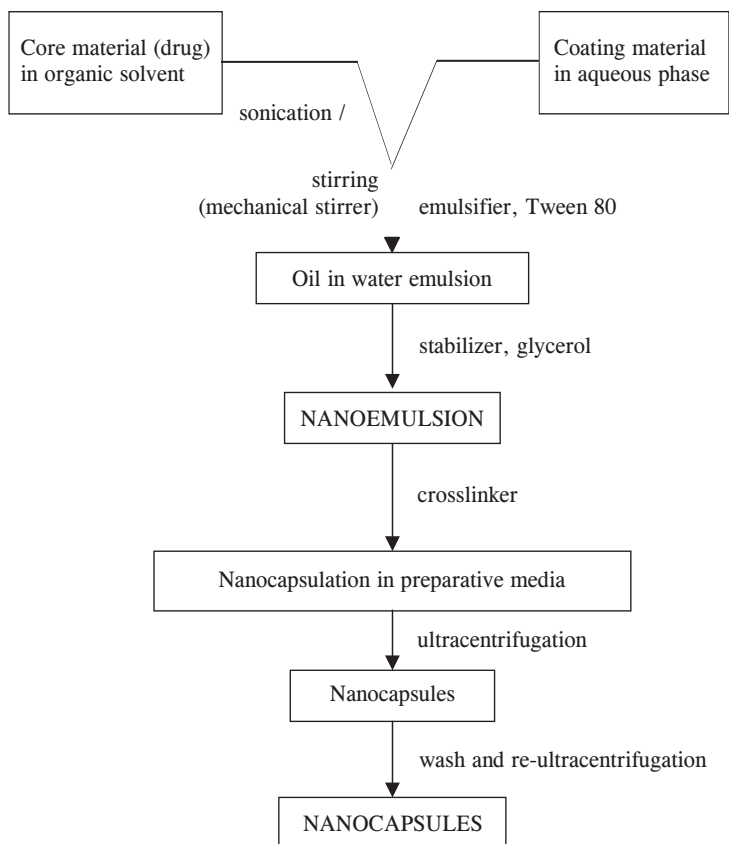 Core material (drug)
in organic solvent
Coating material
in aqueous phase
sonication /
stirring
(mechanical stirrer)
emulsifier, Tween 80
Oil in water emulsion
stabilizer, glycerol
NANOEMULSION
crosslinker
Nanocapsulation in preparative media
ultracentrifugation
Nanocapsules
wash and re-ultracentrifugation
NANOCAPSULES